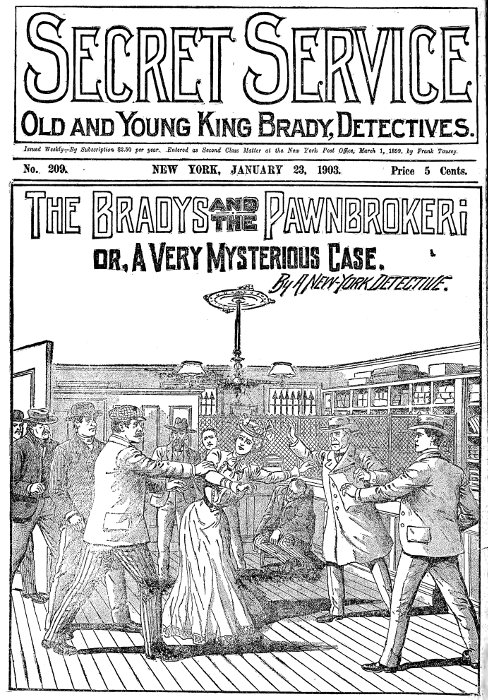 SECRET SERVICE
OLD AND YOUNG KING BRADY, DETECTIVES.
Issued Weekly—By Subscription $2.50 per year. Entered as Second Class Matter at the New York Post Office, March 1, 1899, by Frank Tousey.
No. 209. NEW YORK, JANUARY 23, 1903. Price 5 Cents.
THE BRADYS AND THE PAWNBROKER;
OR, A VERY MYSTERIOUS CASE.
By A NEW-YORK DETECTIVE.